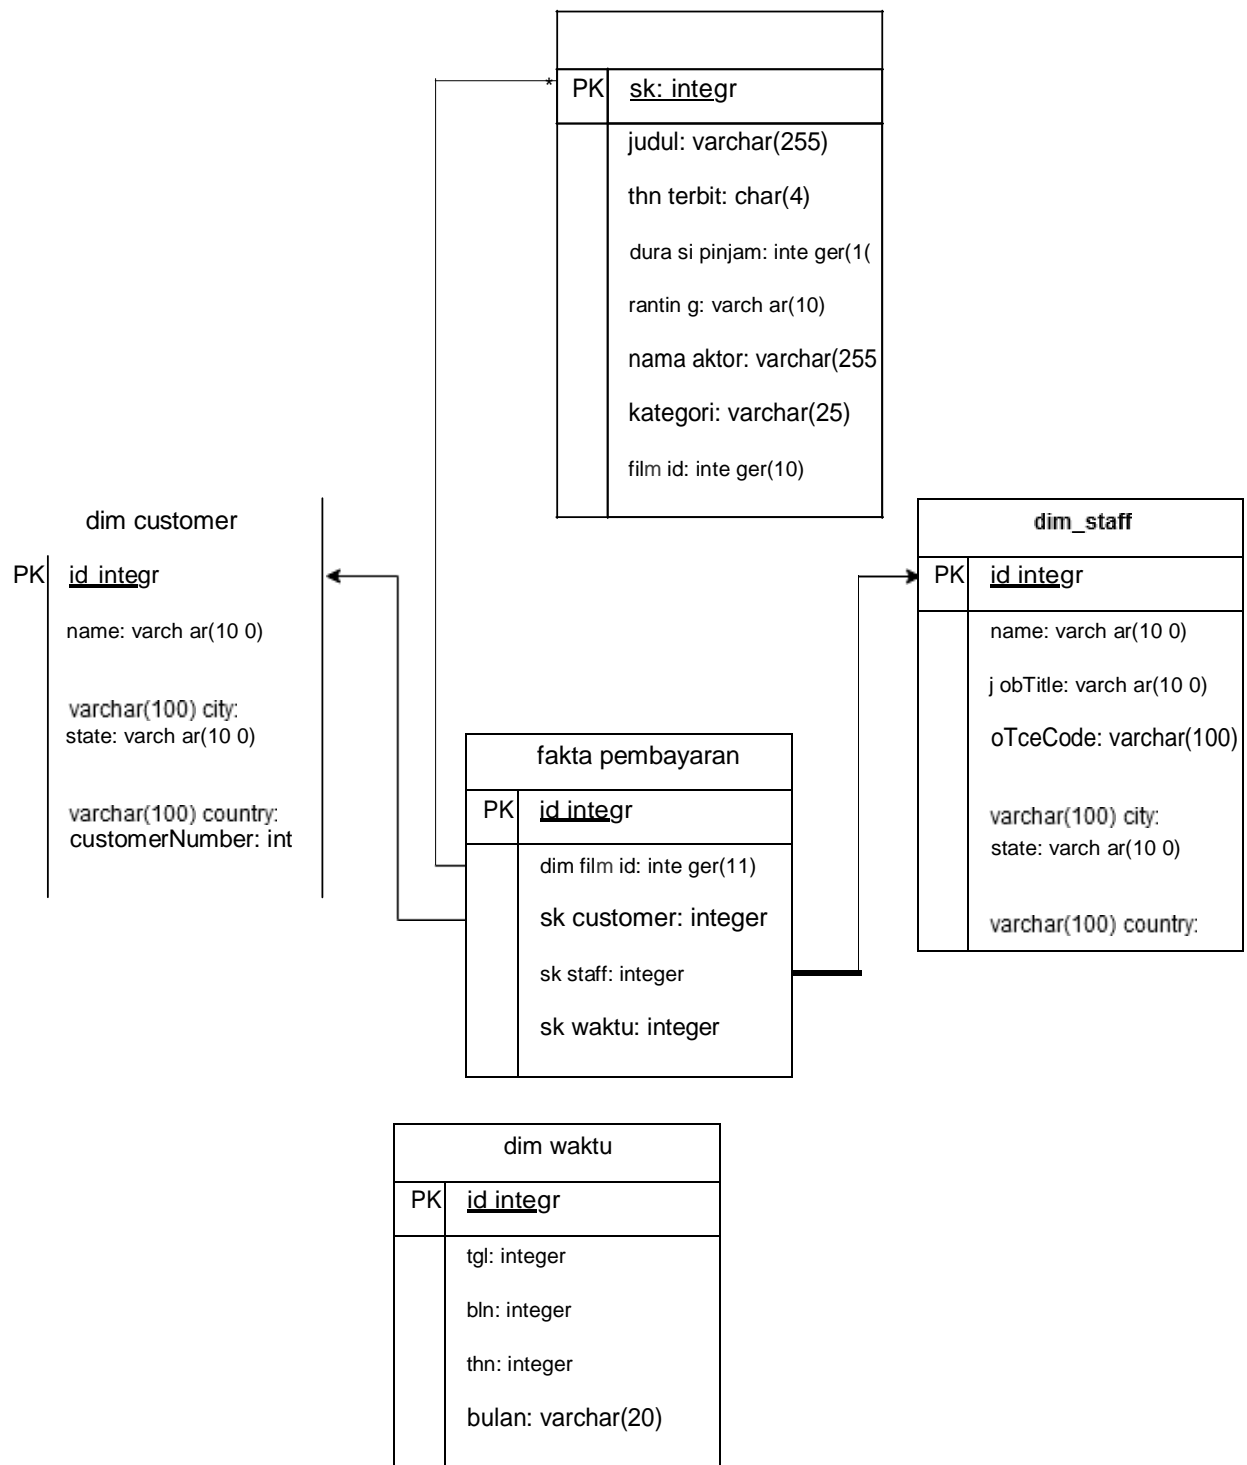 *
PK sk: integr
judul: varchar(255)
thn terbit: char(4)
dura si pinjam: inte ger(1(
rantin g: varch ar(10)
nama aktor: varchar(255
kategori: varchar(25)
film id: inte ger(10)
dim customer
PK id integr
name: varch ar(10 0)
varchar(100) city:
state: varch ar(10 0)
varchar(100) country:
customerNumber: int
dim_staff
PK id integr
name: varch ar(10 0)
j obTitle: varch ar(10 0)
oTceCode: varchar(100)
varchar(100) city:
state: varch ar(10 0)
varchar(100) country:
fakta pembayaran
PK id integr
dim film id: inte ger(11)
sk customer: integer
sk staff: integer
sk waktu: integer
dim waktu
PK id integr
tgl: integer
bln: integer
thn: integer
bulan: varchar(20)